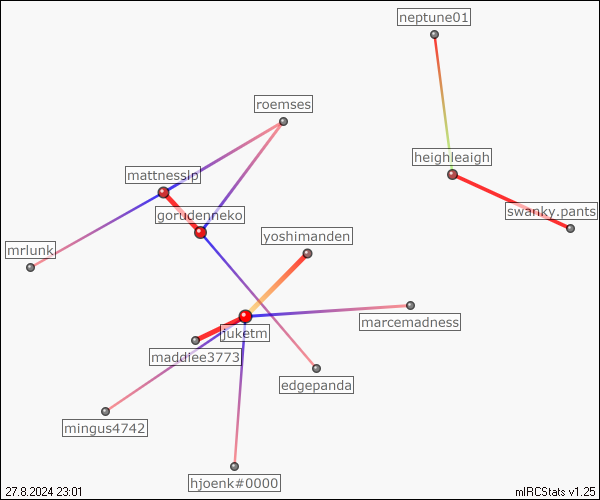 neptune01
roemses
heighleaigh
mattnesslp
swanky.pants
gorudenneko
yoshimanden
mrlunk
marcemadness
juketm
maddfee3773
edgepanda
mingus4742
hjoenk#0000
27.8.2024 23:01
mIRCStats v1.25